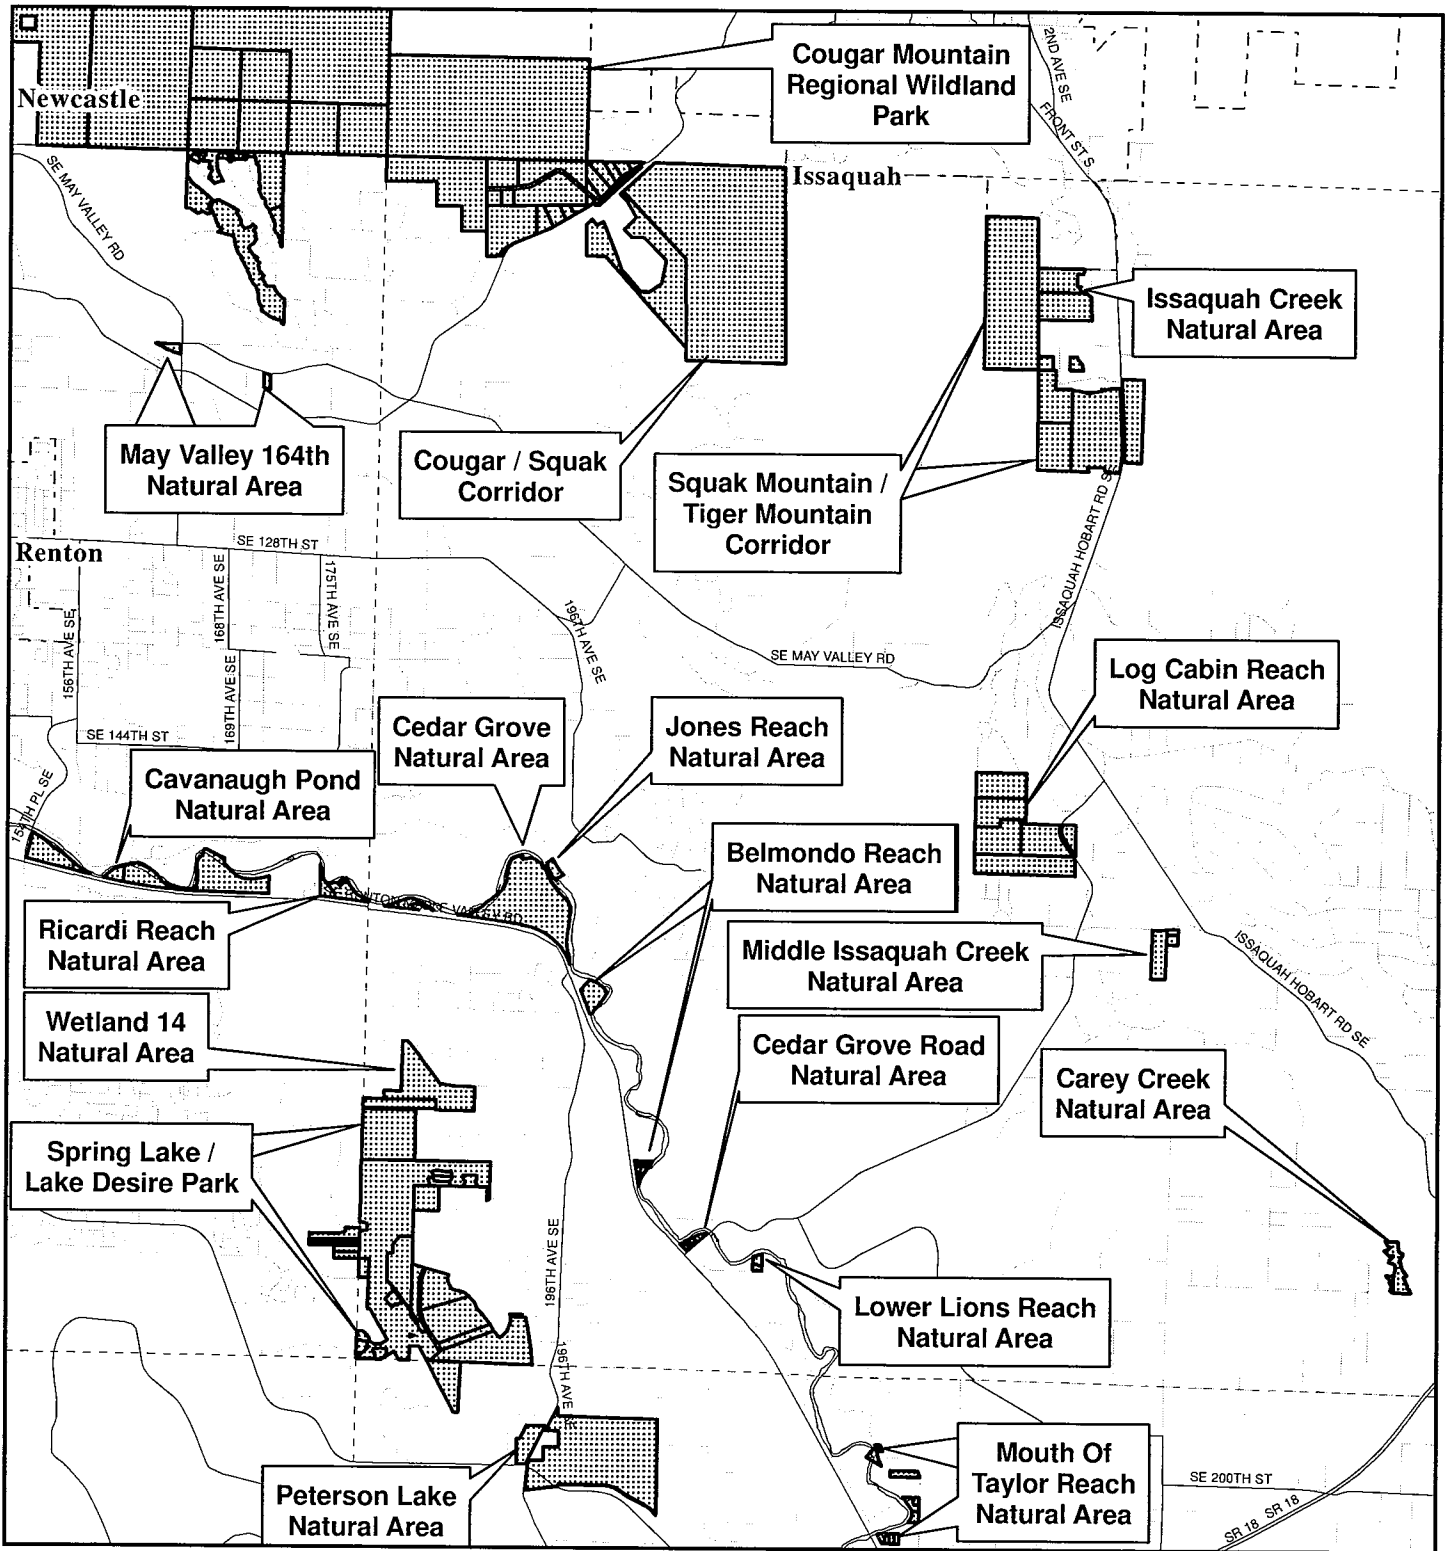 Cougar Mountain
Regional Wildland
Park
2ND AVE SE
FRONT ST S
Newcastle
Issaquah
SE MAY VALLEY RD
Issaquah Creek
Natural Area
May Valley 164th
Natural Area
Cougar / Squak
Corridor
Squak Mountain /
Tiger Mountain
Corridor
ISSAQUAH HOBART RD SE
Renton
SE 128TH ST
168TH AVE SE
175TH AVE SE
156TH AVE SE
169TH AVE SE
196TH AVE SE
SE MAY VALLEY RD
Log Cabin Reach
Natural Area
SE 144TH ST
Cedar Grove
Natural Area
Jones Reach
Natural Area
Cavanaugh Pond
Natural Area
Belmondo Reach
Natural Area
Ricardi Reach
Natural Area
Middle Issaquah Creek
Natural Area
ISSAQUAH HOBART RD SE
Wetland 14
Natural Area
Cedar Grove Road
Natural Area
Carey Creek
Natural Area
Spring Lake /
Lake Desire Park
196TH AVE SE
Lower Lions Reach
Natural Area
196TH AVE SE
Peterson Lake
Natural Area
Mouth Of
Taylor Reach
Natural Area
SE 200TH ST
SR 18 SR 18